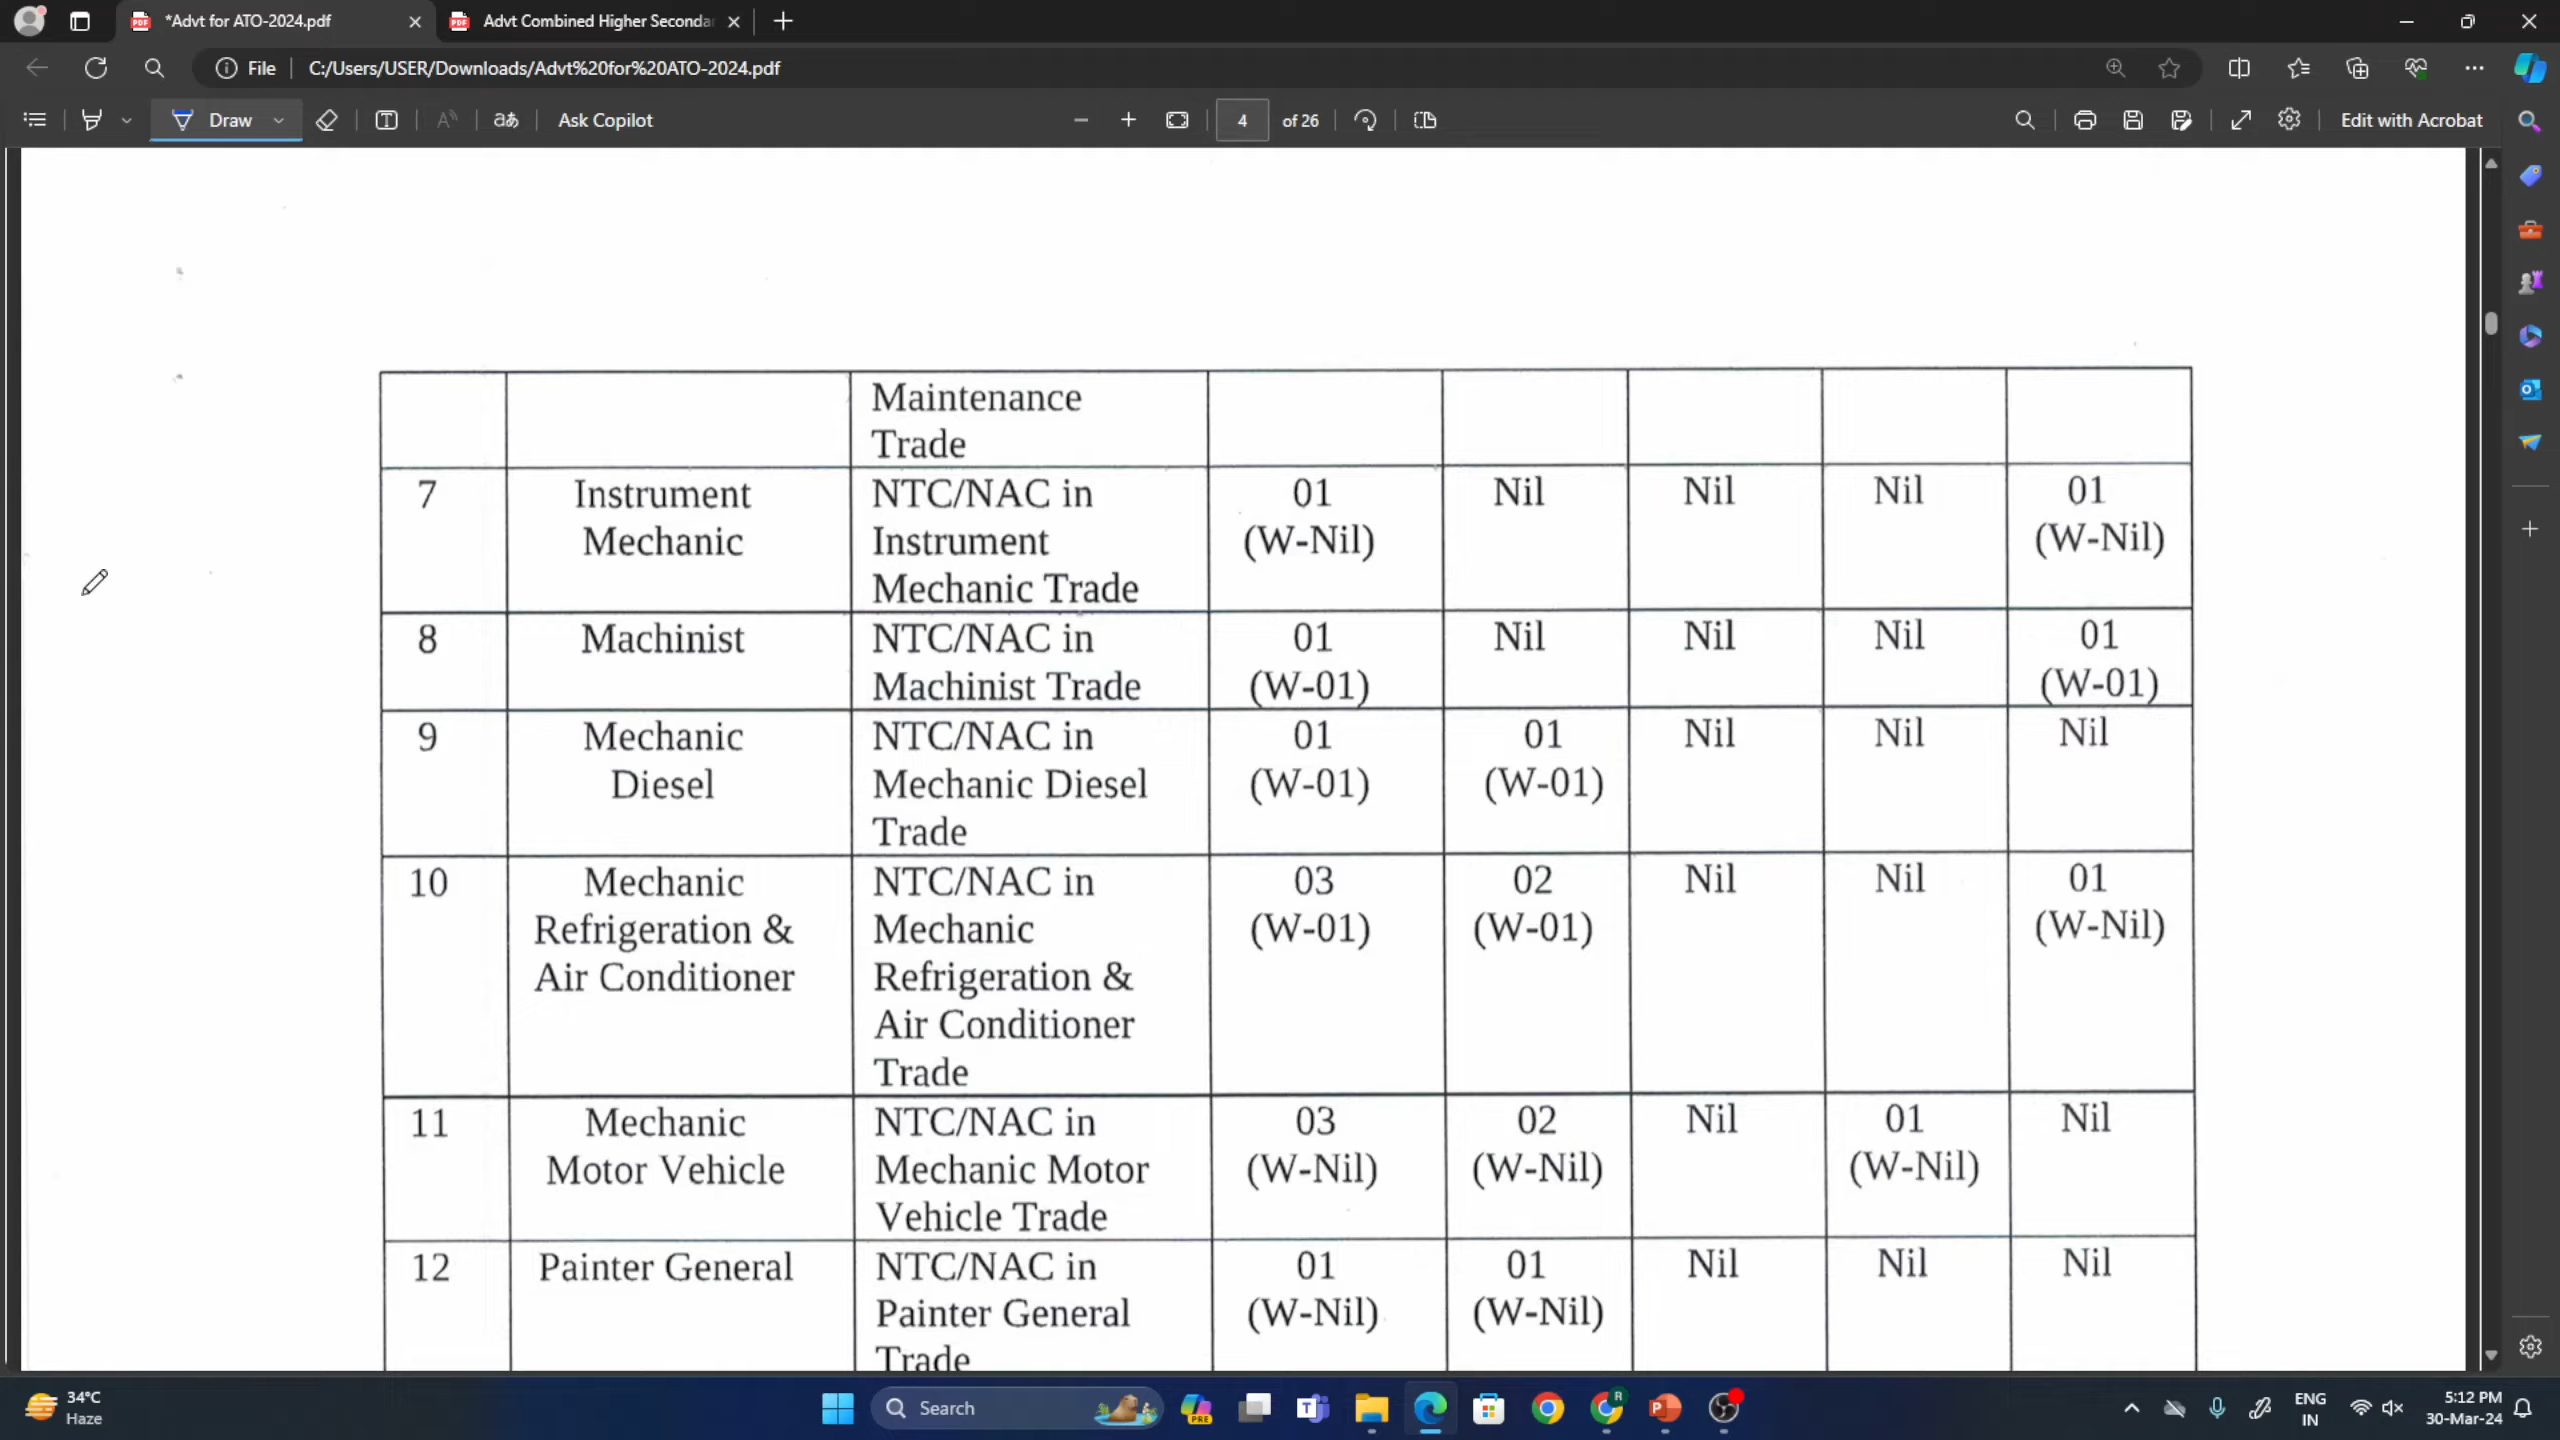 *Advt for ATO-2024.pdf
Advt Combined Higher Seconda
File
C:/Users/USER/Downloads/Advt%20for%20ATO-2024.pdf
Draw
Ask Copilot
4
of 26
Edit with Acrobat
Maintenance
Trade
7
Instrument
Mechanic
NTC/NAC in
Instrument
Mechanic Trade
01
(W-Nil)
Nil
Nil
Nil
01
(W-Nil)
8
Machinist
NTC/NAC in
Machinist Trade
01
(W-01)
Nil
Nil
Nil
01
(W-01)
9
Mechanic
Diesel
NTC/NAC in
Mechanic Diesel
Trade
01
(W-01)
01
(W-01)
Nil
Nil
Nil
10
Mechanic
Refrigeration &
Air Conditioner
NTC/NAC in
Mechanic
Refrigeration &
Air Conditioner
Trade
03
(W-01)
02
(W-01)
Nil
Nil
01
(W-Nil)
11
Mechanic
Motor Vehicle
NTC/NAC in
Mechanic Motor
Vehicle Trade
03
(W-Nil)
02
(W-Nil)
Nil
01
(W-Nil)
Nil
12
Painter General
NTC/NAC in
Painter General
Trade
01
(W-Nil)
01
(W-Nil)
Nil
Nil
Nil
34°C
Haze
Search
PRE
ENG
IN
5:12 PM
30-Mar-24